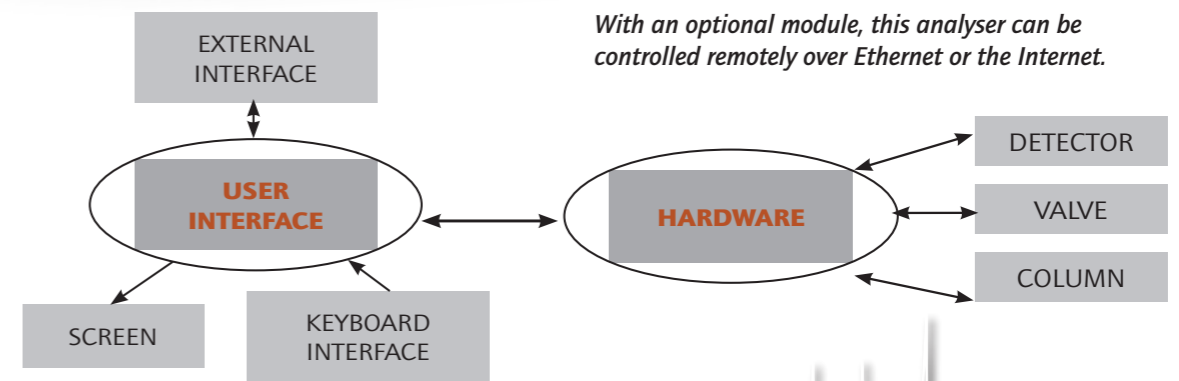 With an optional module, this analyser can be
controlled remotely over Ethernet or the Internet.
EXTERNAL
INTERFACE
USER
INTERFACE
SCREEN
KEYBOARD
INTERFACE
HARDWARE
DETECTOR
VALVE
COLUMN